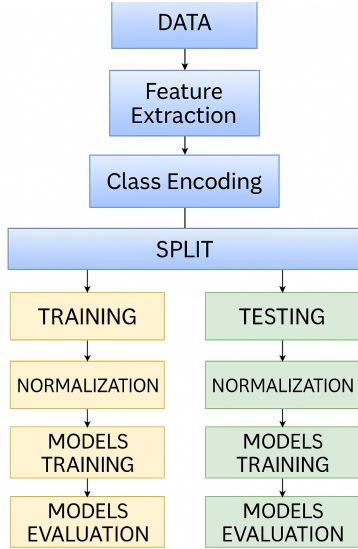 DATA
Feature
Extraction
Class Encoding
SPLIT
TRAINING
TESTING
NORMALIZATION
NORMALIZATION
MODELS
TRAINING
MODELS
TRAINING
MODELS
EVALUATION
MODELS
EVALUATION